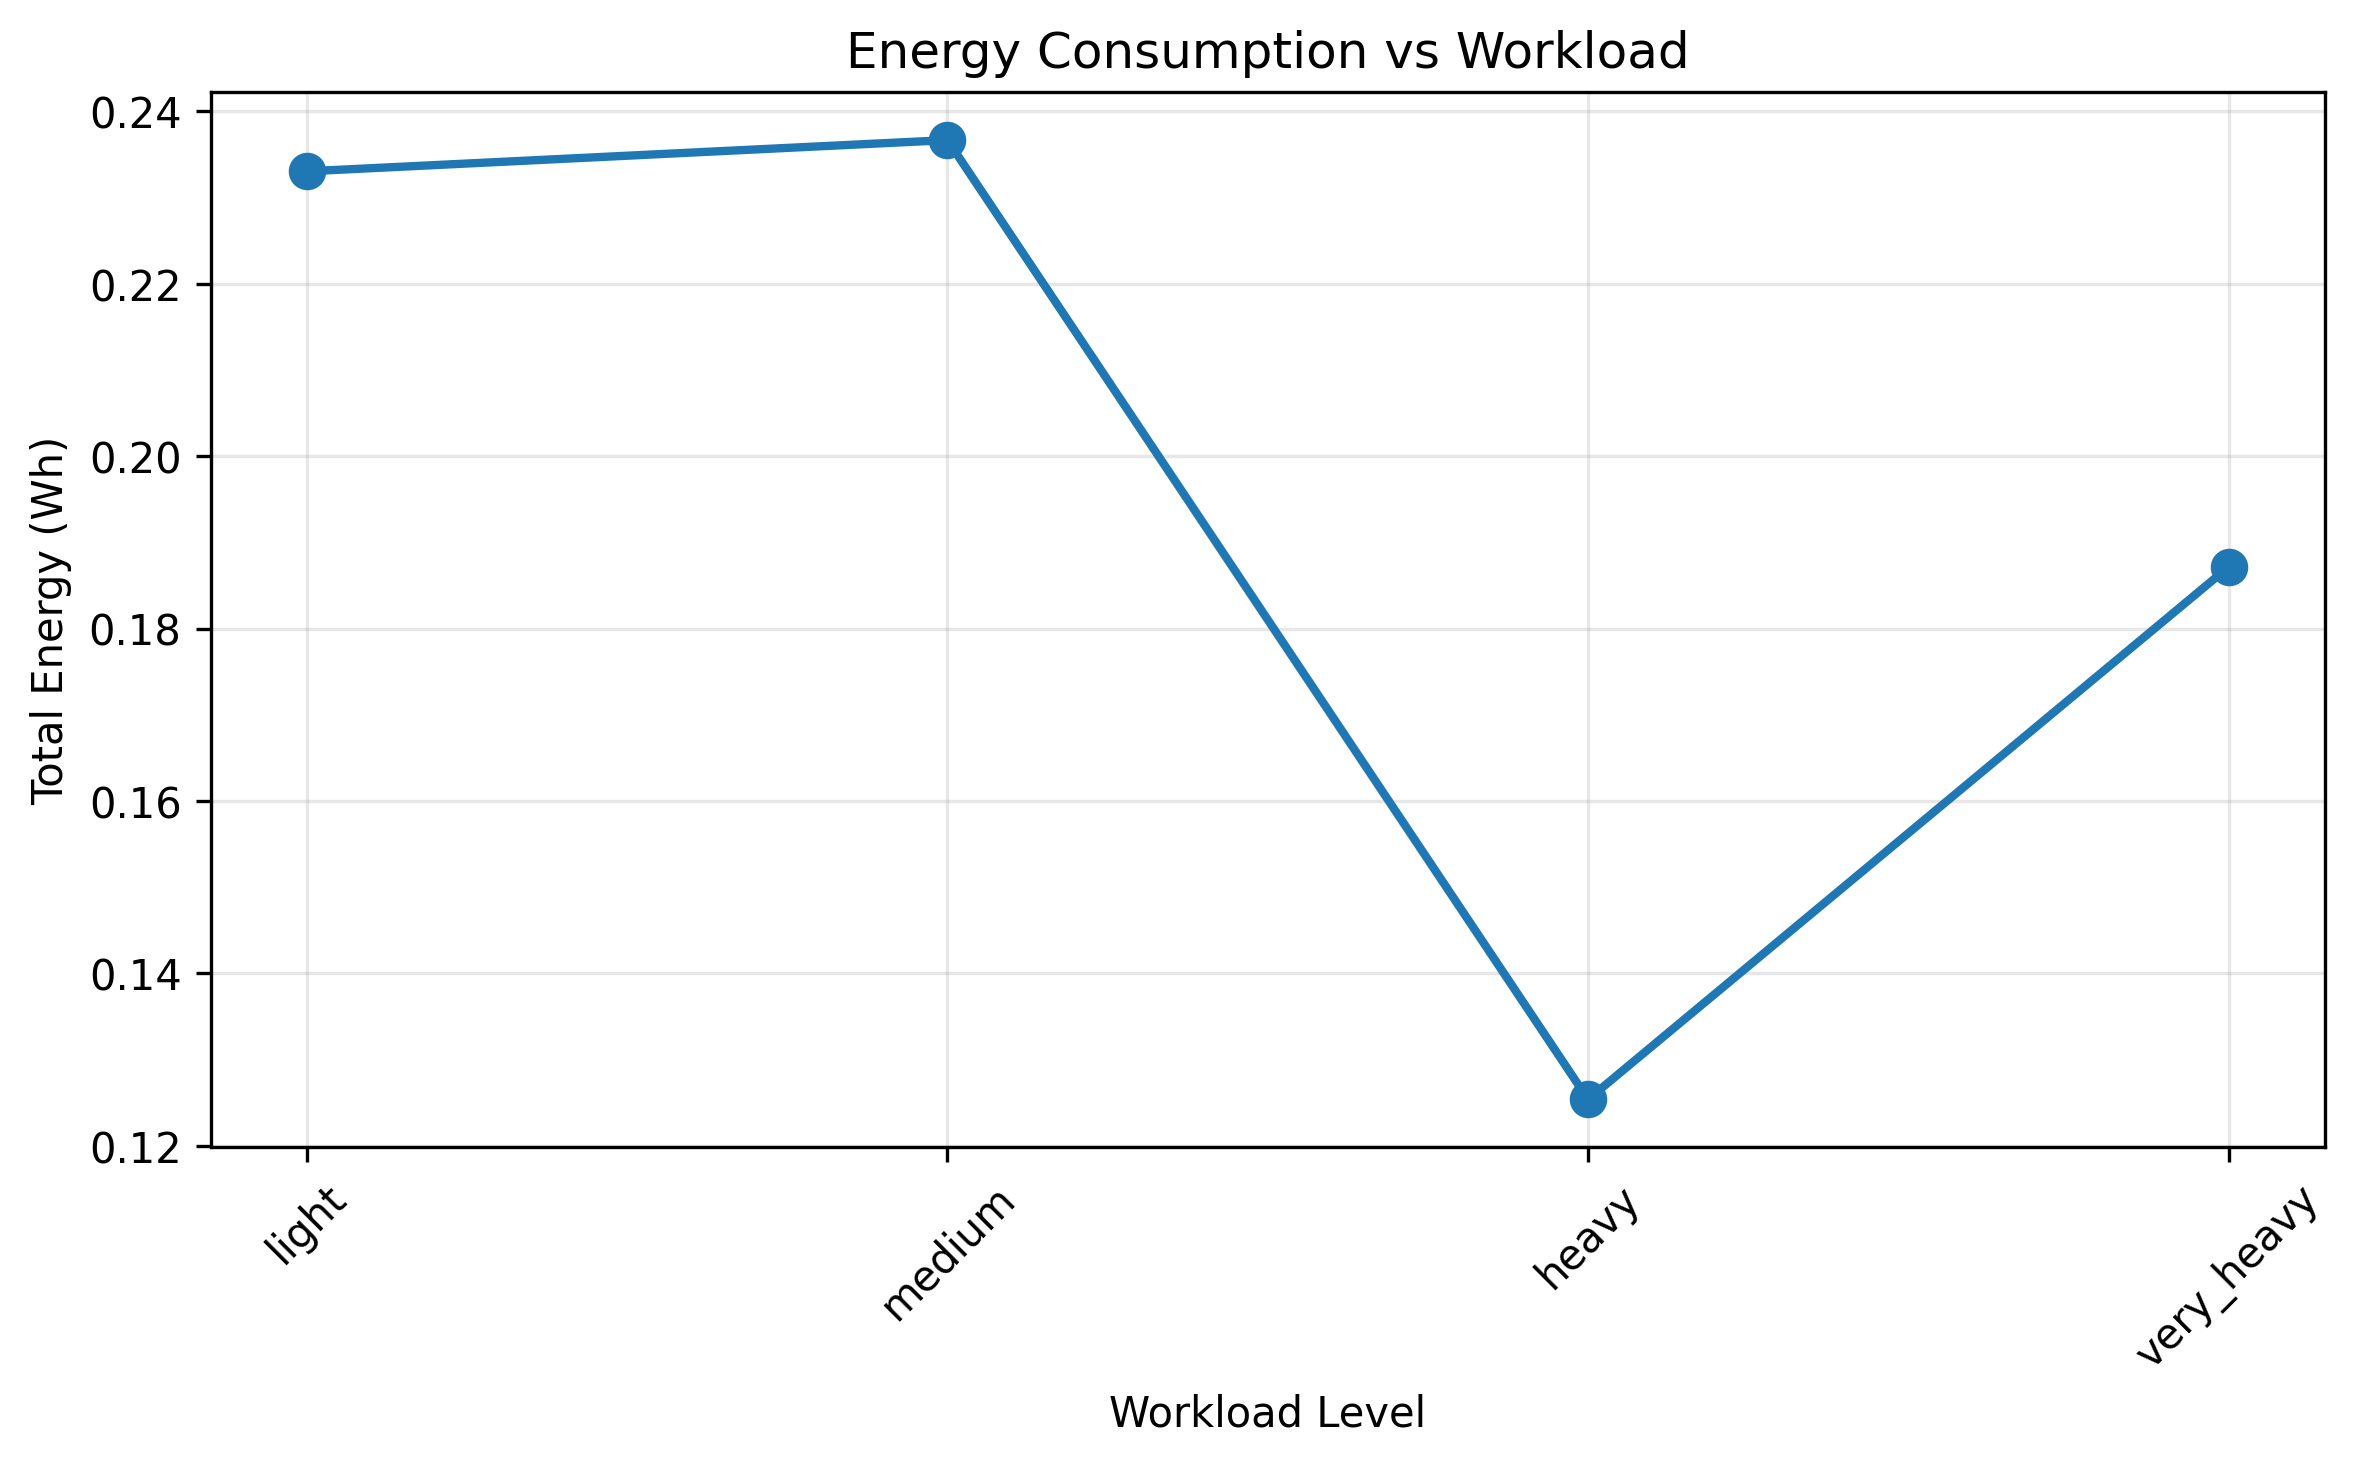 Energy Consumption vs Workload
Total Energy (Wh)
0.24
0.22
0.20
0.18
0.16
0.14
0.12
light
medium
heavy
very_heavy
Workload Level